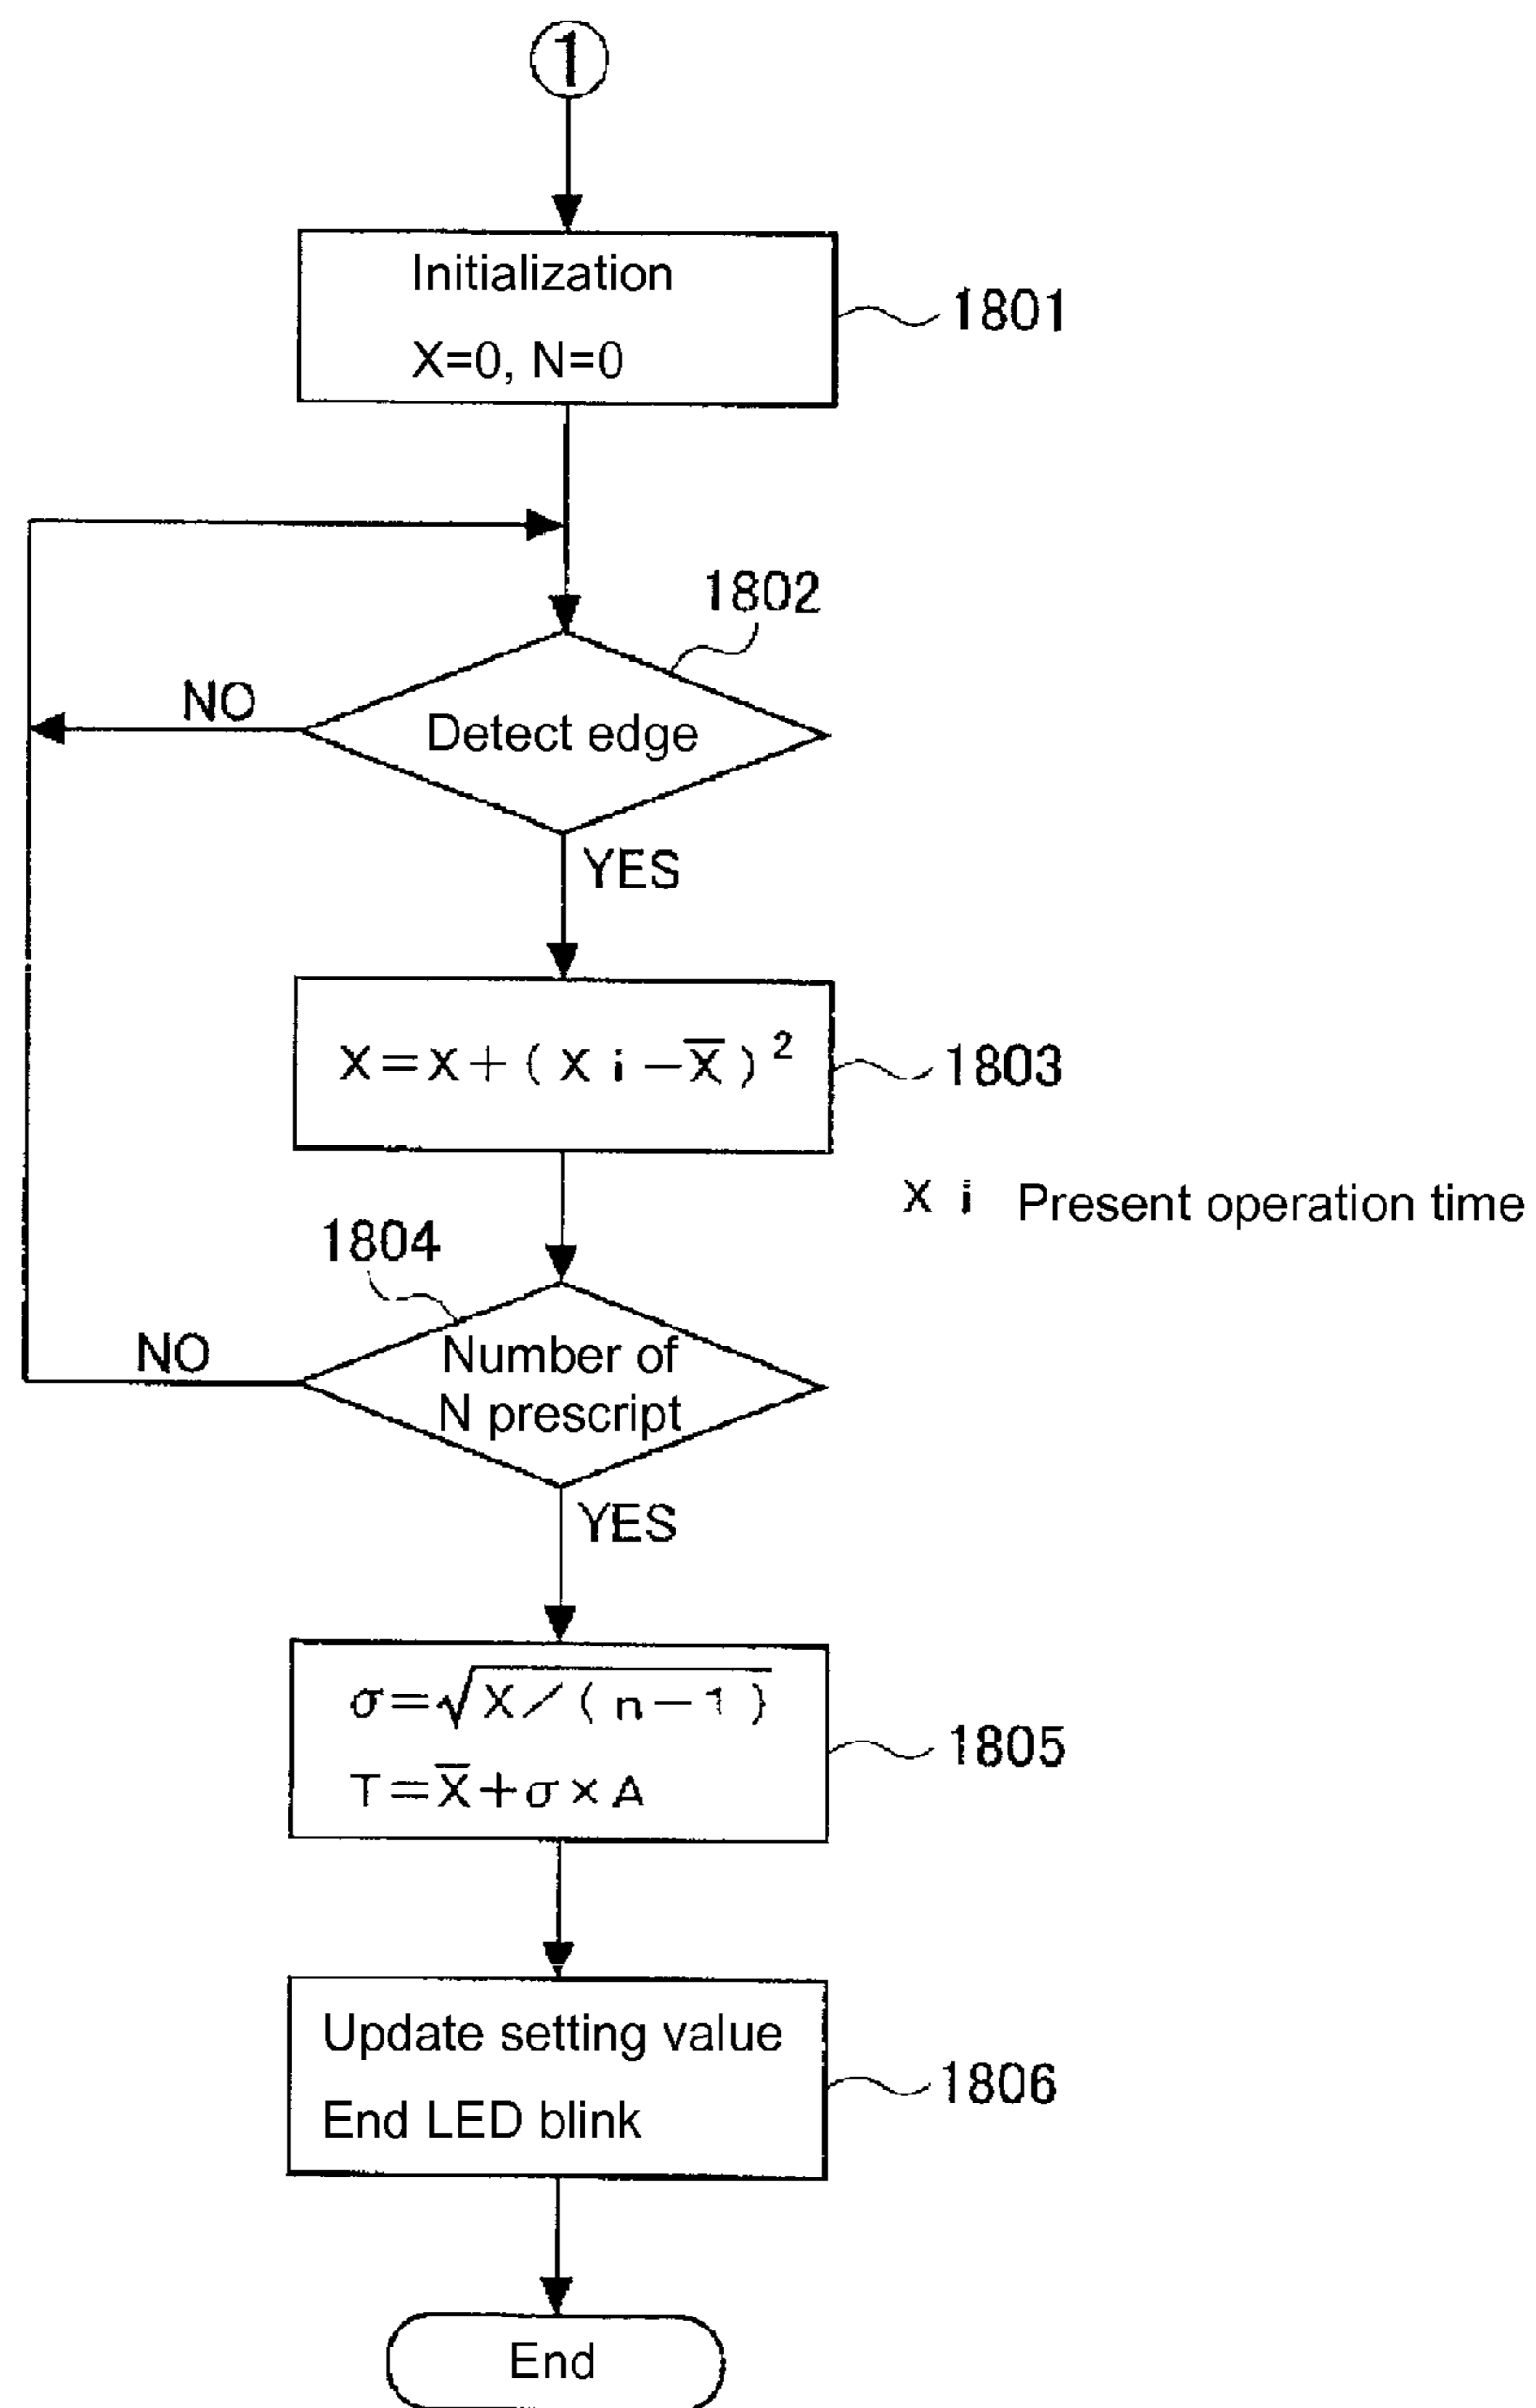 1
Initialization
X=0, N=0
1801
1802
NO
Detect edge
YES
X=X+(Xi-X̅)²
1803
Xi Present operation time
1804
NO
Number of
N prescript
YES
σ=√X/(n-1)
T=X̅+σ×A
1805
Update setting value
End LED blink
1806
End